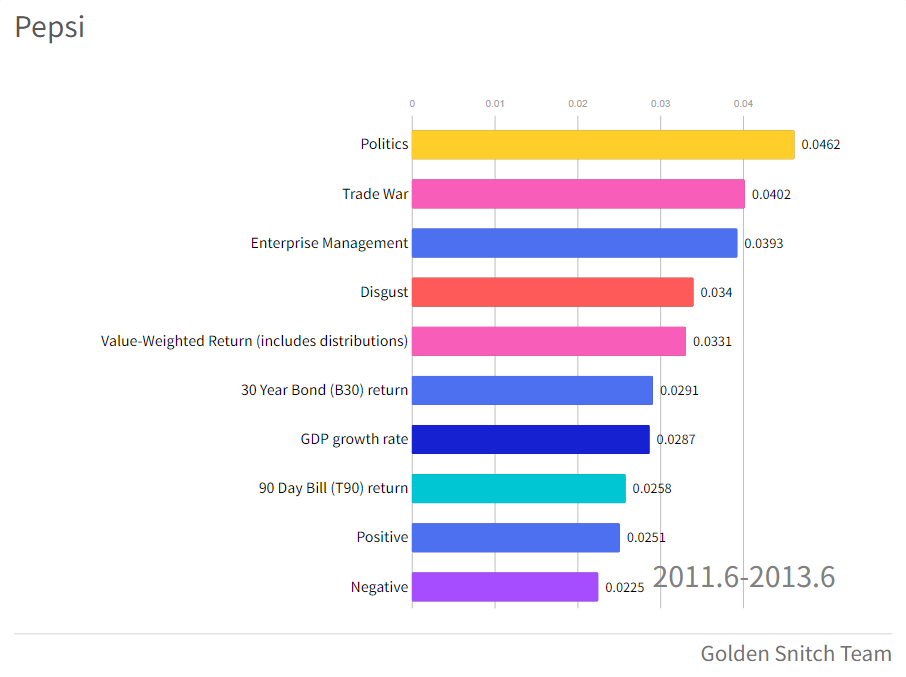 Pepsi
0 0.01 0.02 0.03 0.04
Politics 0.0462
Trade War 0.0402
Enterprise Management 0.0393
Disgust 0.034
Value-Weighted Return (includes distributions) 0.0331
30 Year Bond (B30) return 0.0291
GDP growth rate 0.0287
90 Day Bill (T90) return 0.0258
Positive 0.0251
Negative 0.0225
2011.6-2013.6
Golden Snitch Team